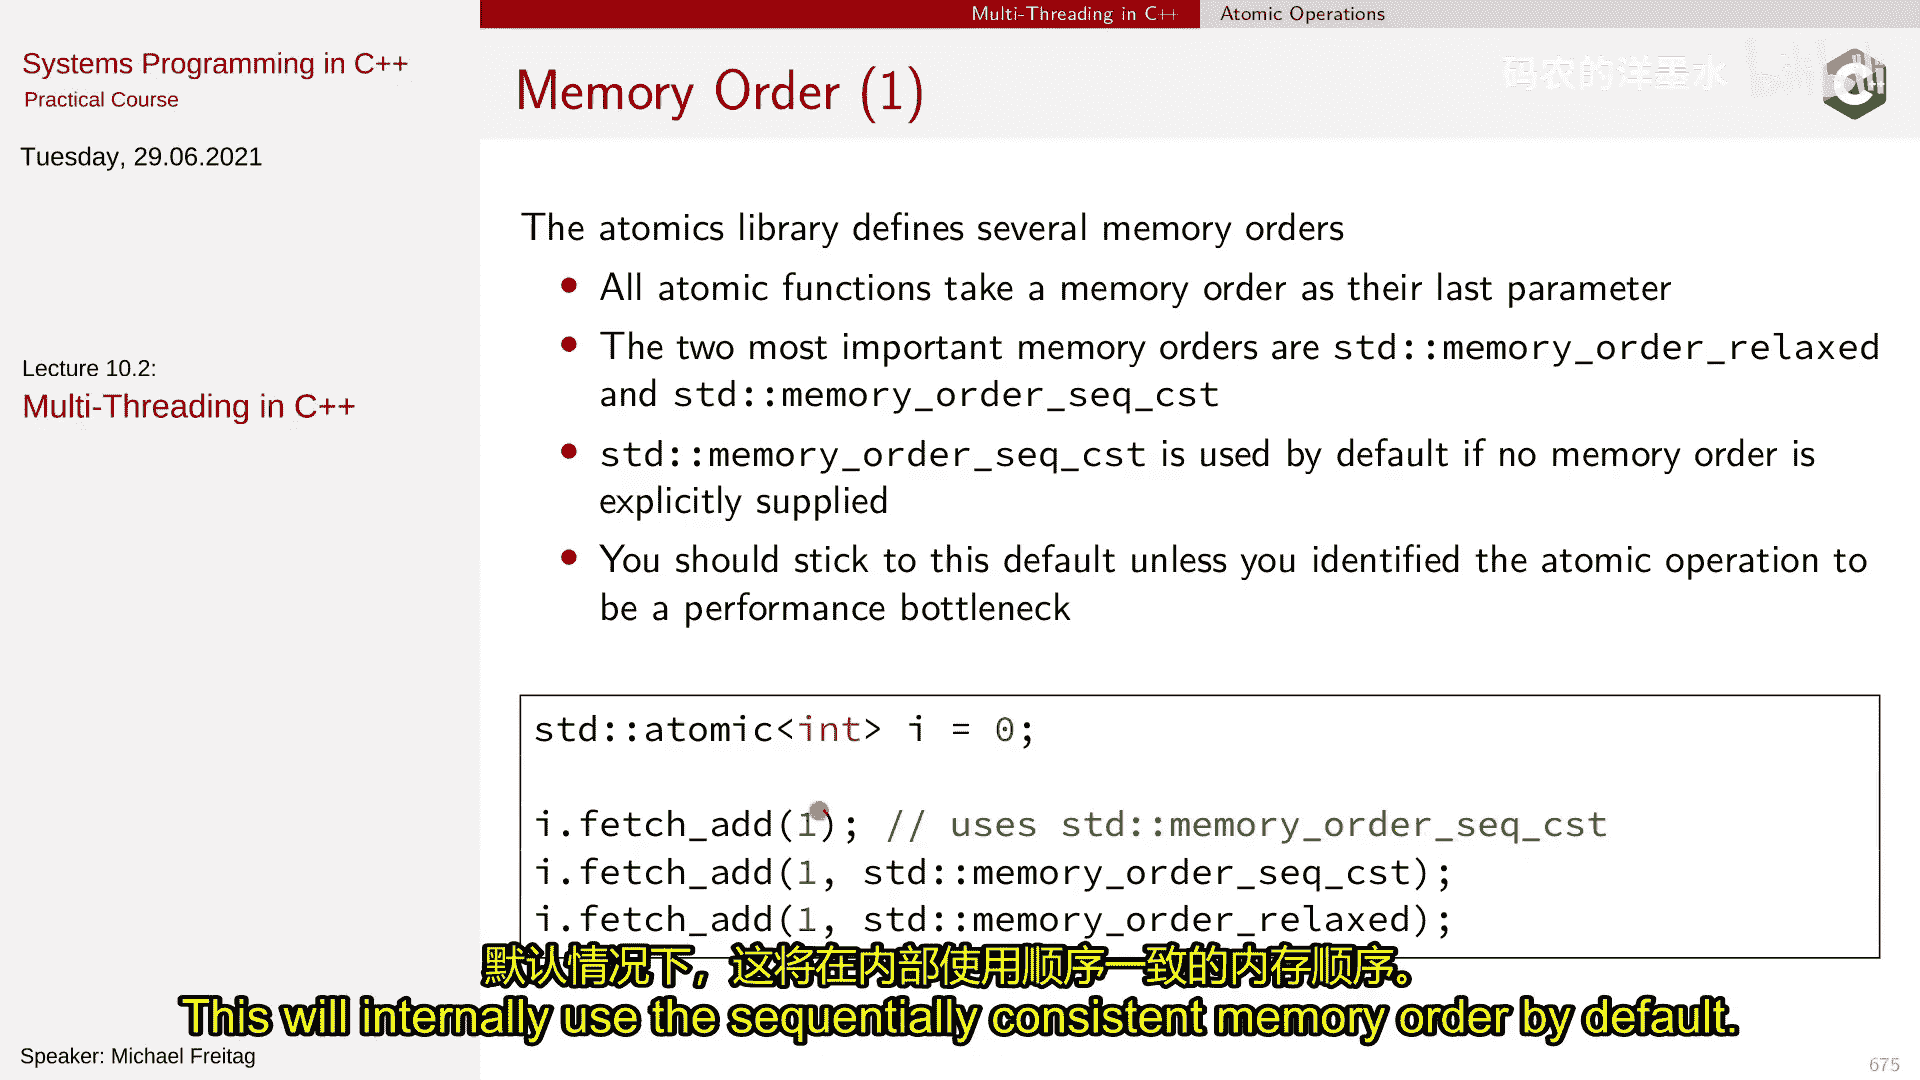 Multi-Threading in C++ Atomic Operations
Systems Programming in C++
Practical Course
Tuesday, 29.06.2021
Lecture 10.2:
Multi-Threading in C++
Memory Order (1)
码农的洋墨水
The atomics library defines several memory orders
• All atomic functions take a memory order as their last parameter
• The two most important memory orders are std::memory_order_relaxed
and std::memory_order_seq_cst
• std::memory_order_seq_cst is used by default if no memory order is
explicitly supplied
• You should stick to this default unless you identified the atomic operation to
be a performance bottleneck
std::atomic<int> i = 0;
i.fetch_add(1); // uses std::memory_order_seq_cst
i.fetch_add(1, std::memory_order_seq_cst);
i.fetch_add(1, std::memory_order_relaxed);
默认情况下，这将在内部使用顺序一致的内存顺序。
This will internally use the sequentially consistent memory order by default.
Speaker: Michael Freitag
675